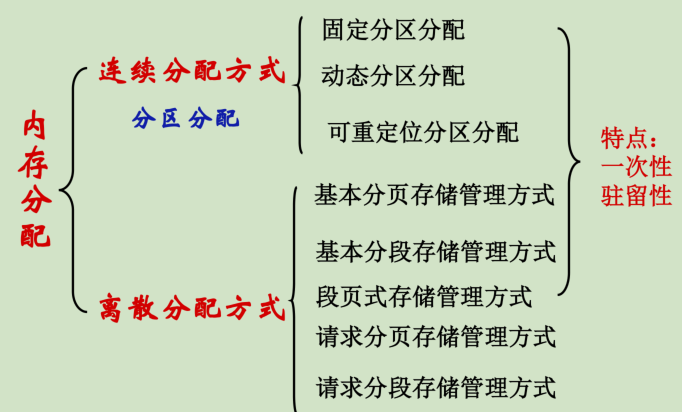 内存分配
连续分配方式
分区分配
固定分区分配
动态分区分配
可重定位分区分配
离散分配方式
基本分页存储管理方式
基本分段存储管理方式
段页式存储管理方式
请求分页存储管理方式
请求分段存储管理方式
特点:
一次性
驻留性